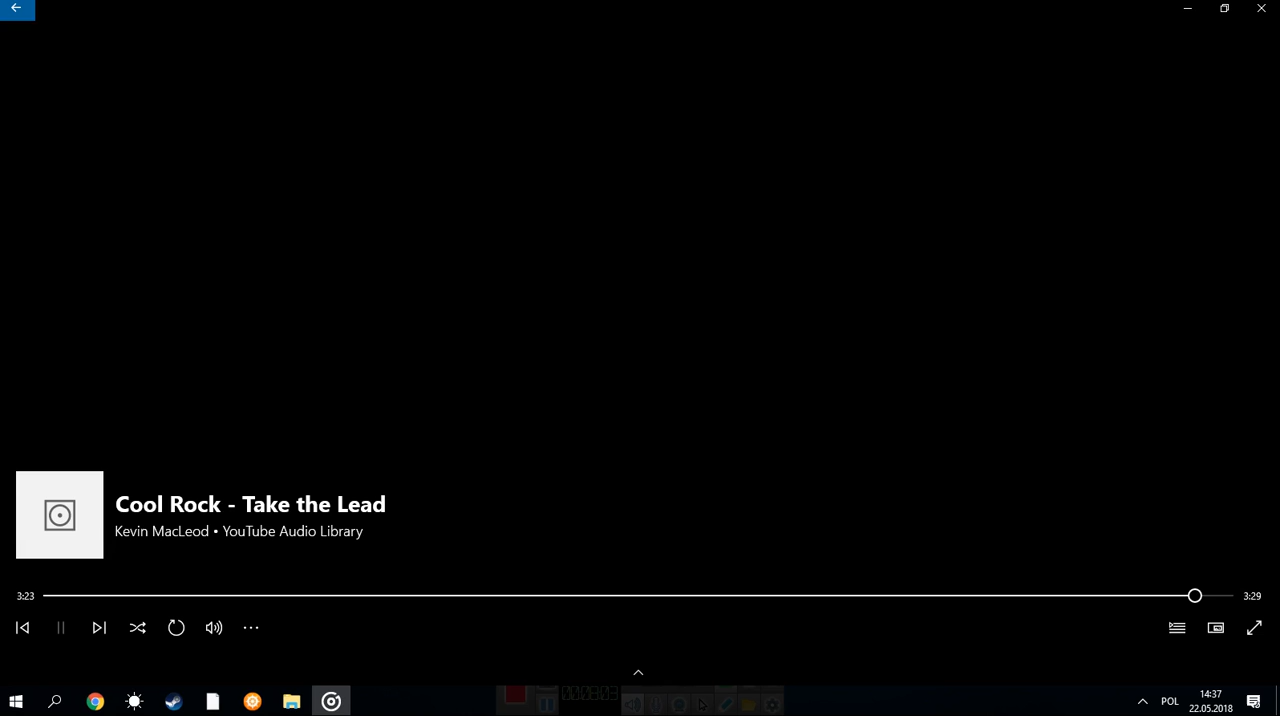 Cool Rock - Take the Lead
Kevin MacLeod • YouTube Audio Library
3:23
3:29
POL
14:37
22.05.2018